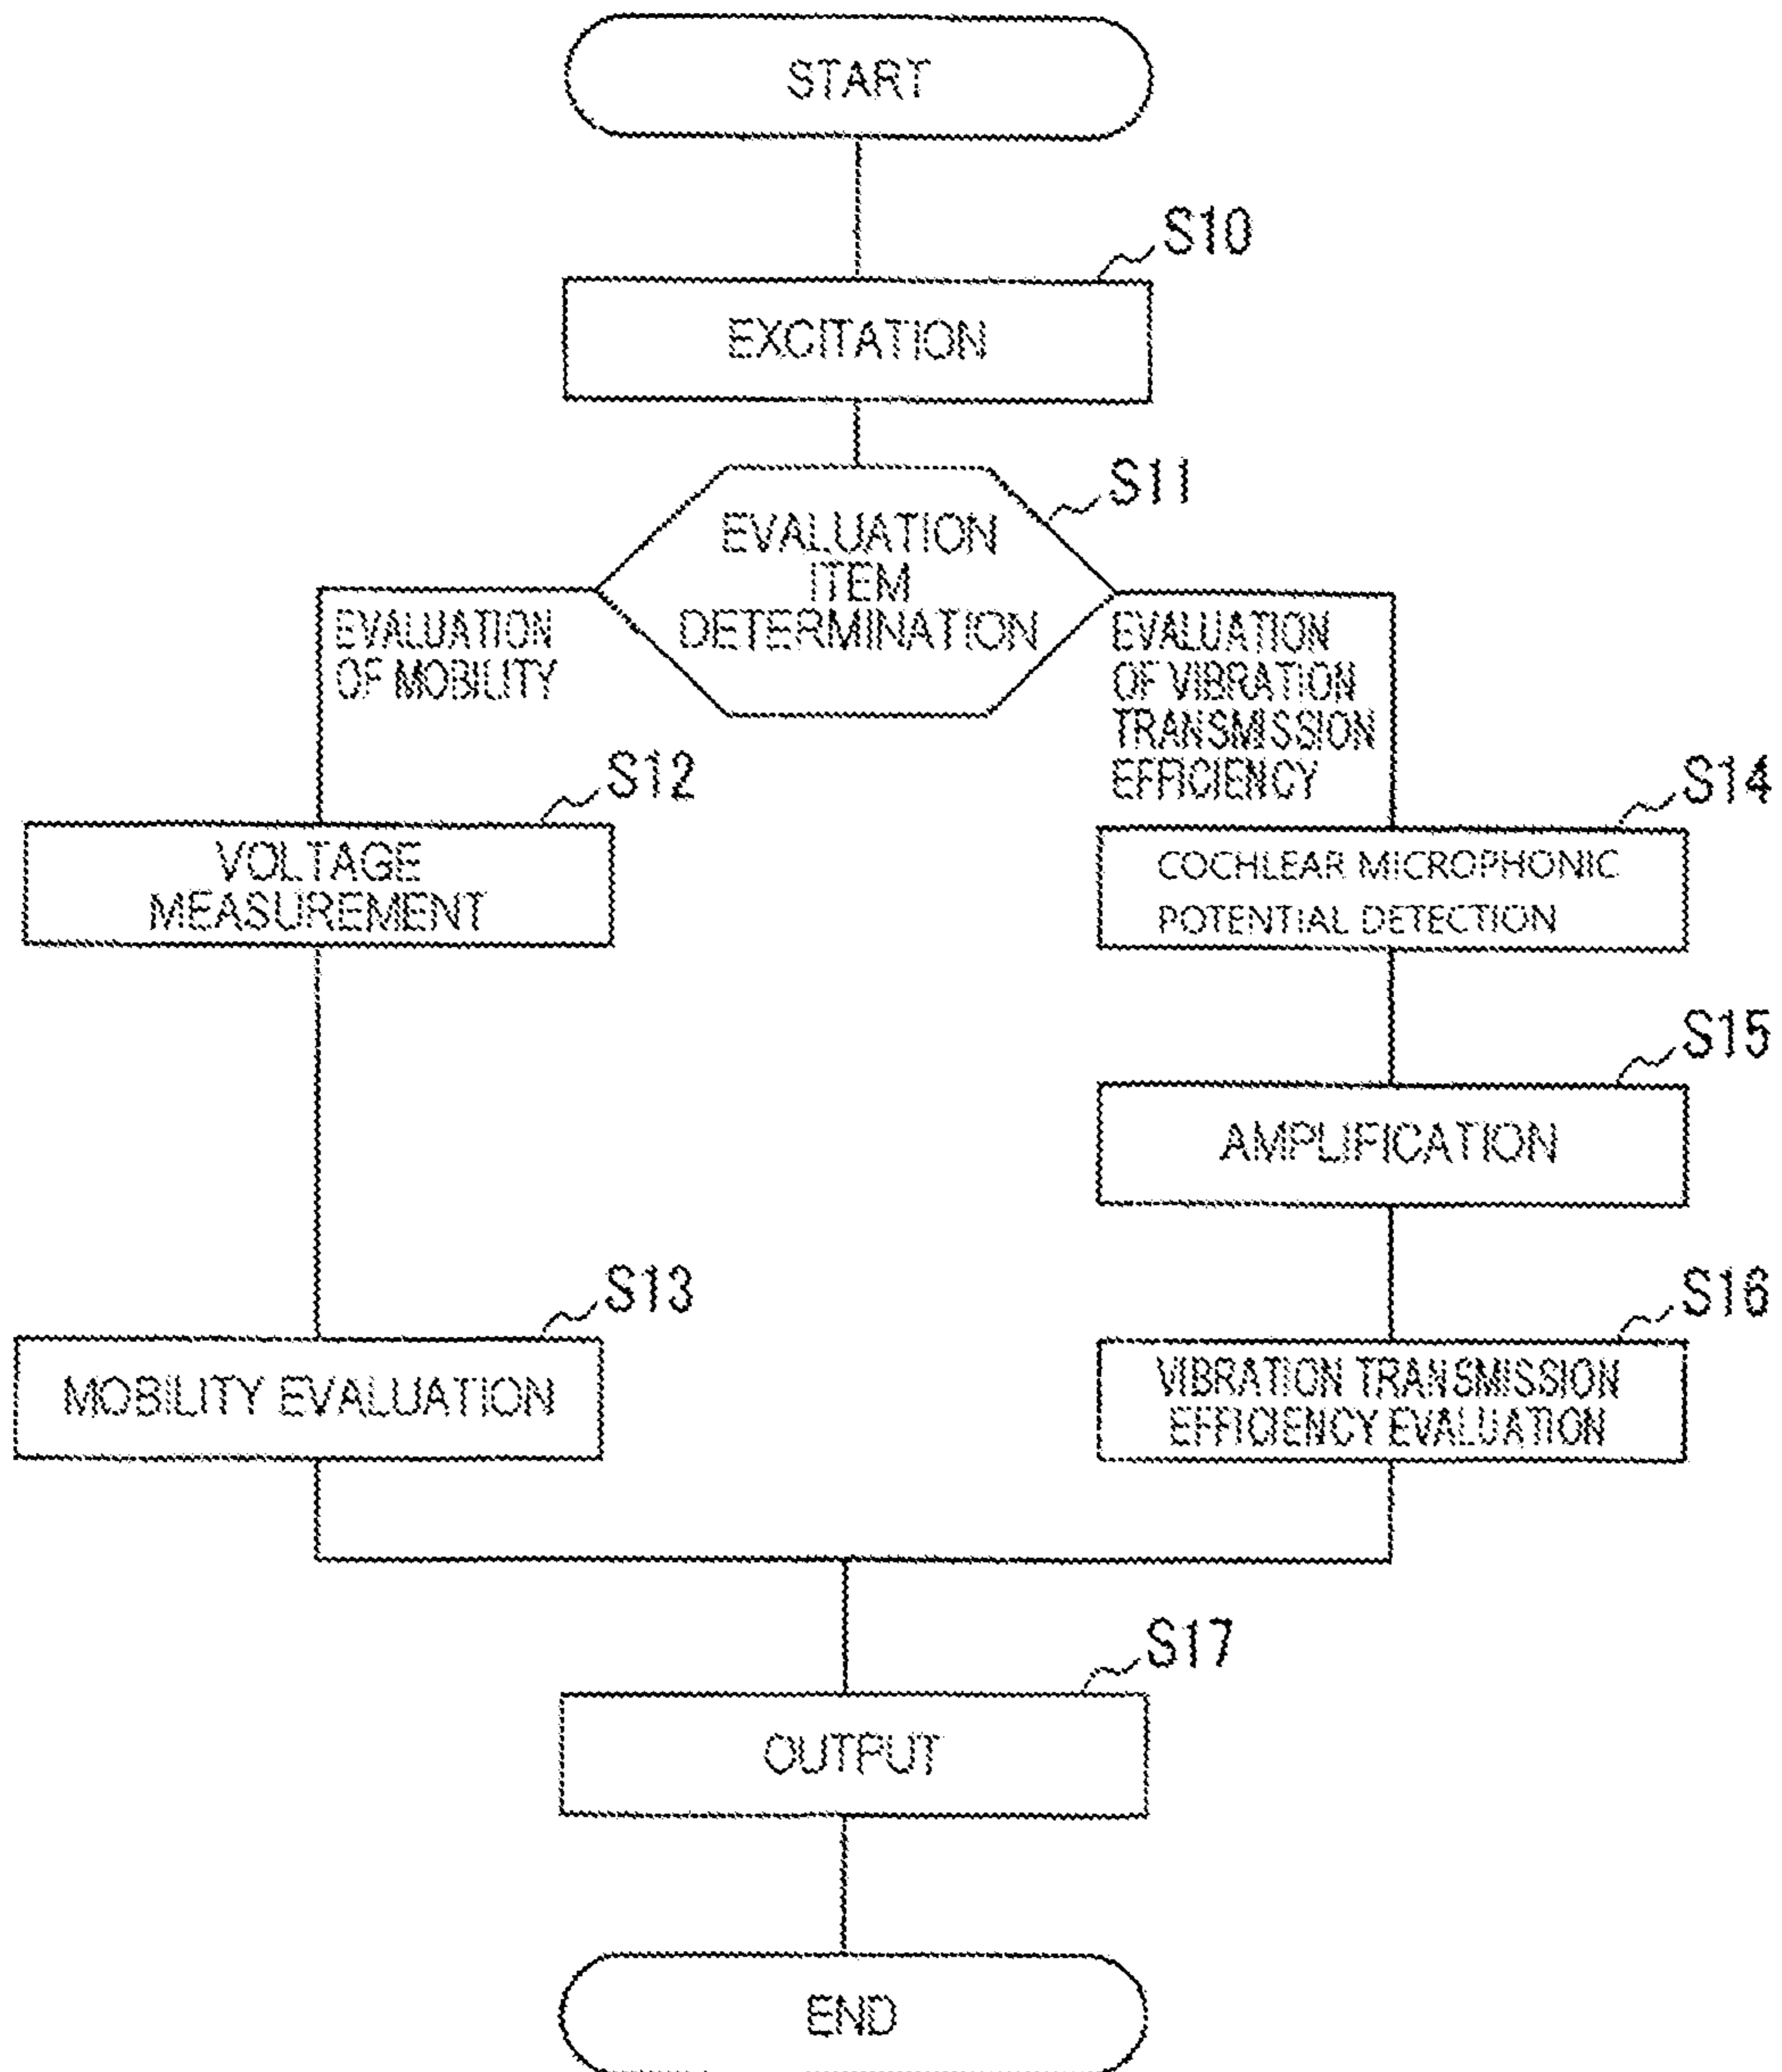 START
S10
EXCITATION
S11
EVALUATION
ITEM
DETERMINATION
EVALUATION
OF MOBILITY
EVALUATION
OF VIBRATION
TRANSMISSION
EFFICIENCY
S12
VOLTAGE
MEASUREMENT
S14
COCHLEAR MICROPHONIC
POTENTIAL DETECTION
S15
AMPLIFICATION
S13
MOBILITY EVALUATION
S16
VIBRATION TRANSMISSION
EFFICIENCY EVALUATION
S17
OUTPUT
END